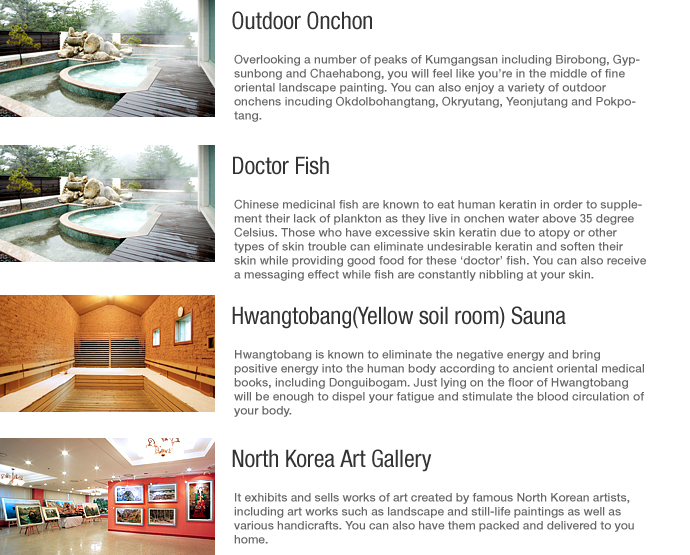 Outdoor Onchon
Overlooking a number of peaks of Kumgangsan including Birobong, Gyp-
sunbong and Chaehabong, you will feel like you're in the middle of fine
oriental landscape painting. You can also enjoy a variety of outdoor
onchens incuding Okdolbohangtang, Okryutang, Yeonjutang and Pokpo-
tang.
Doctor Fish
Chinese medicinal fish are known to eat human keratin in order to supple-
ment their lack of plankton as they live in onchen water above 35 degree
Celsius. Those who have excessive skin keratin due to atopy or other
types of skin trouble can eliminate undesirable keratin and soften their
skin while providing good food for these ‘doctor’ fish. You can also receive
a messaging effect while fish are constantly nibbling at your skin.
Hwangtobang(Yellow soil room) Sauna
Hwangtobang is known to eliminate the negative energy and bring
positive energy into the human body according to ancient oriental medical
books, including Donguibogam. Just lying on the floor of Hwangtobang
will be enough to dispel your fatigue and stimulate the blood circulation of
your body.
North Korea Art Gallery
It exhibits and sells works of art created by famous North Korean artists,
including art works such as landscape and still-life paintings as well as
various handicrafts. You can also have them packed and delivered to you
home.